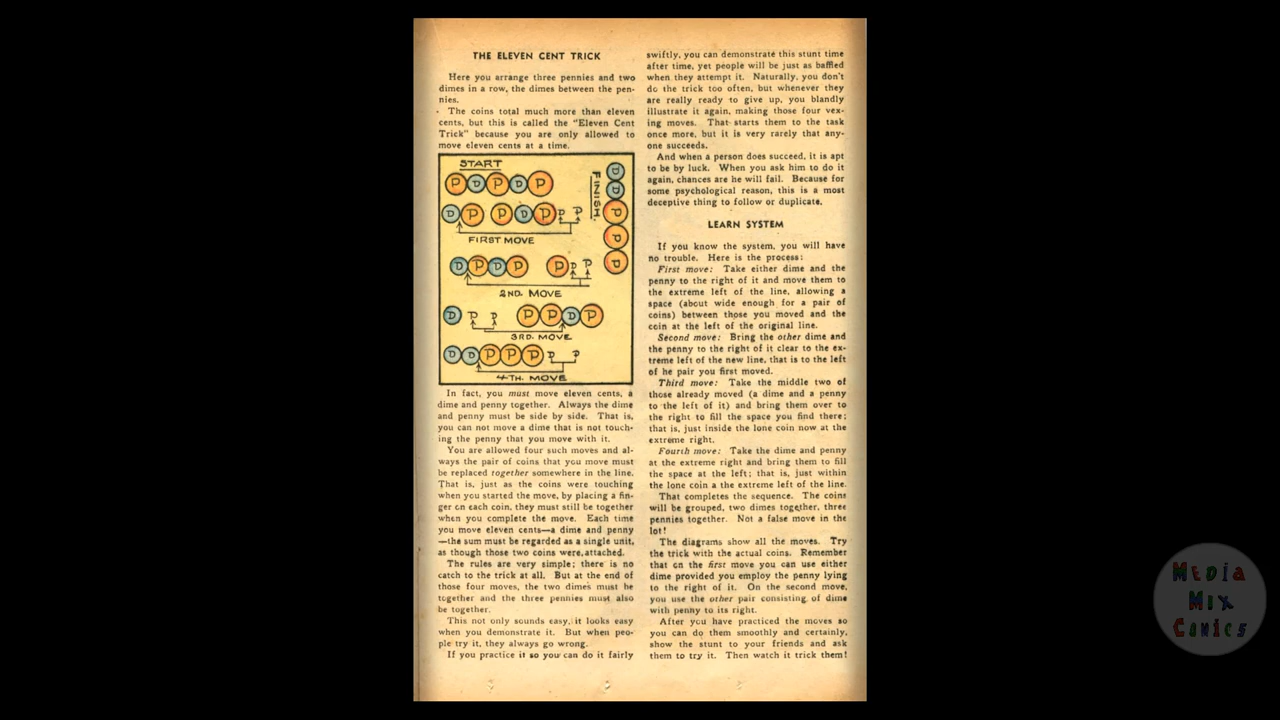 THE ELEVEN CENT TRICK
Here you arrange three pennies and two
dimes in a row, the dimes between the pen-
nies.
The coins total much more than eleven
cents, but this is called the "Eleven Cent
Trick" because you are only allowed to
move eleven cents at a time.
START
P D P D P
D P P D P D P
FIRST MOVE
D P D P P D P
2ND. MOVE
D P D P P D P
3RD. MOVE
D D P P P D P
4TH. MOVE
FINISH.
D
D
P
P
P
In fact, you must move eleven cents, a
dime and penny together. Always the dime
and penny must be side by side. That is,
you can not move a dime that is not touch-
ing the penny that you move with it.
You are allowed four such moves and al-
ways the pair of coins that you move must
be replaced together somewhere in the line.
That is, just as the coins were touching
when you started the move, by placing a fin-
ger on each coin, they must still be together
when you complete the move. Each time
you move eleven cents—a dime and penny
—the sum must be regarded as a single unit,
as though those two coins were, attached.
The rules are very simple; there is no
catch to the trick at all. But at the end of
those four moves, the two dimes must be
together and the three pennies must also
be together.
This not only sounds easy, it looks easy
when you demonstrate it. But when peo-
ple try it, they always go wrong.
If you practice it so you can do it fairly
swiftly, you can demonstrate this stunt time
after time, yet people will be just as baffled
when they attempt it. Naturally, you don't
do the trick too often, but whenever they
are really ready to give up, you blandly
illustrate it again, making those four vex-
ing moves. That starts them to the task
once more, but it is very rarely that any-
one succeeds.
And when a person does succeed, it is apt
to be by luck. When you ask him to do it
again, chances are he will fail. Because for
some psychological reason, this is a most
deceptive thing to follow or duplicate.
LEARN SYSTEM
If you know the system, you will have
no trouble. Here is the process:
First move: Take either dime and the
penny to the right of it and move them to
the extreme left of the line, allowing a
space (about wide enough for a pair of
coins) between those you moved and the
coin at the left of the original line.
Second move: Bring the other dime and
the penny to the right of it clear to the ex-
treme left of the new line, that is to the left
of he pair you first moved.
Third move: Take the middle two of
those already moved (a dime and a penny
to the left of it) and bring them over to
the right to fill the space you find there;
that is, just inside the lone coin now at the
extreme right.
Fourth move: Take the dime and penny
at the extreme right and bring them to fill
the space at the left; that is, just within
the lone coin a the extreme left of the line.
That completes the sequence. The coins
will be grouped, two dimes together, three
pennies together. Not a false move in the
lot!
The diagrams show all the moves. Try
the trick with the actual coins. Remember
that on the first move you can use either
dime provided you employ the penny lying
to the right of it. On the second move,
you use the other pair consisting of dime
with penny to its right.
After you have practiced the moves so
you can do them smoothly and certainly,
show the stunt to your friends and ask
them to try it. Then watch it trick them!
MEDIA
MIX
COMICS